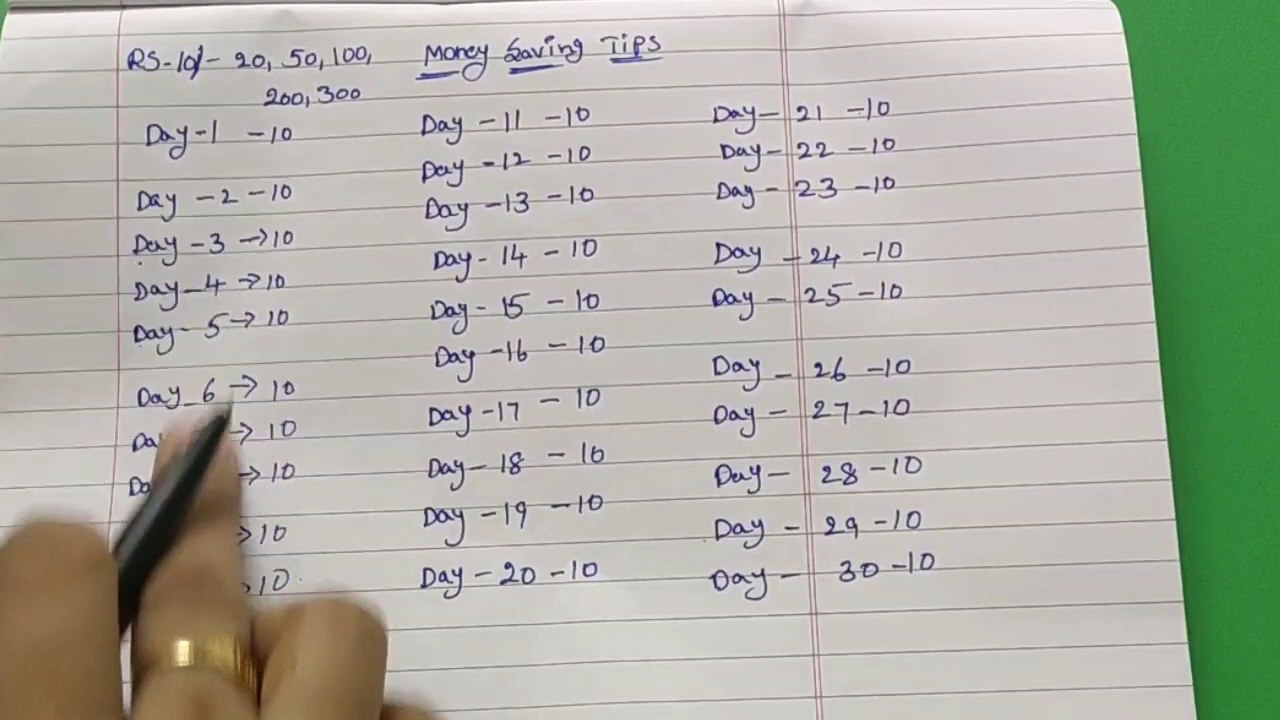 RS-10/- 20, 50, 100,
200, 300
Money Saving Tips
Day-1 -10
Day -2 -10
Day -3 →10
Day -4 →10
Day- 5→10
Day-6 →10
→10
→10
→10
10
Day -11 -10
Day -12 -10
Day -13 -10
Day- 14 -10
Day- 15 -10
Day -16 -10
Day -17 -10
Day- 18 -10
Day -19 -10
Day -20 -10
Day- 21 -10
Day- 22 -10
Day - 23 -10
Day - 24 -10
Day - 25 -10
Day - 26 -10
Day - 27 -10
Day- 28 -10
Day - 29 -10
Day - 30 -10